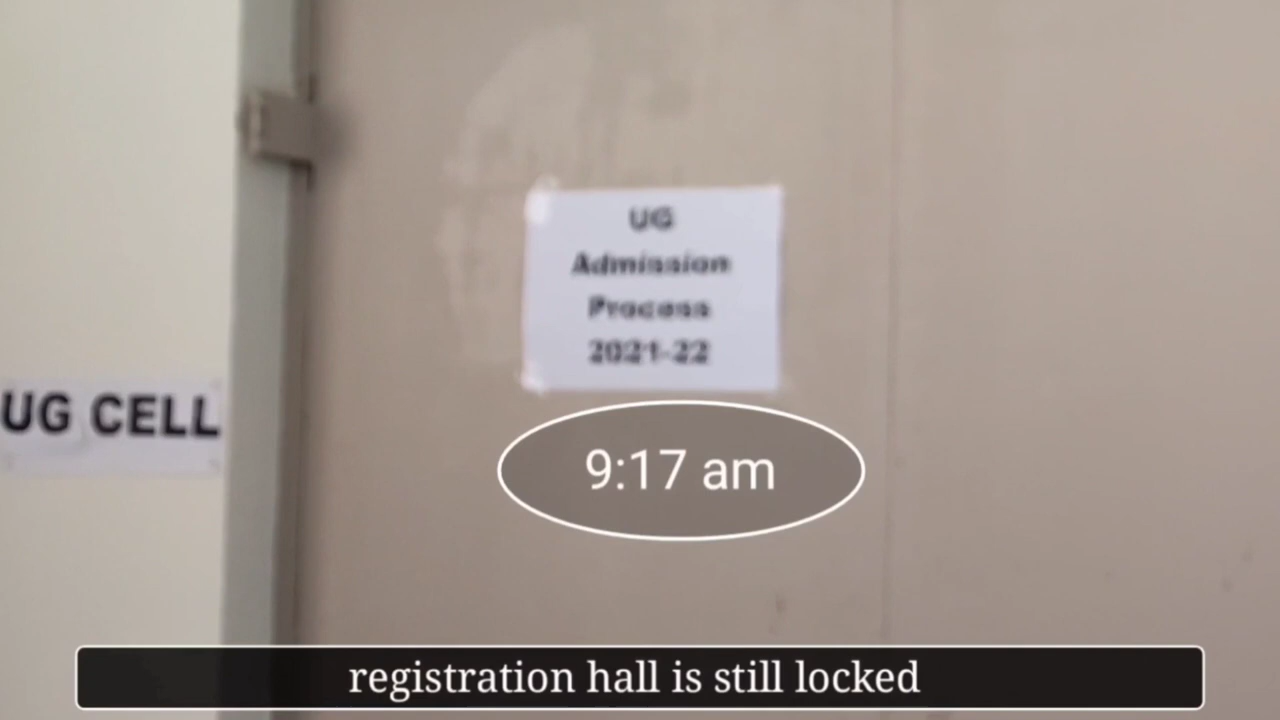 UG
Admission
Process
2021-22
UG CELL
9:17 am
registration hall is still locked